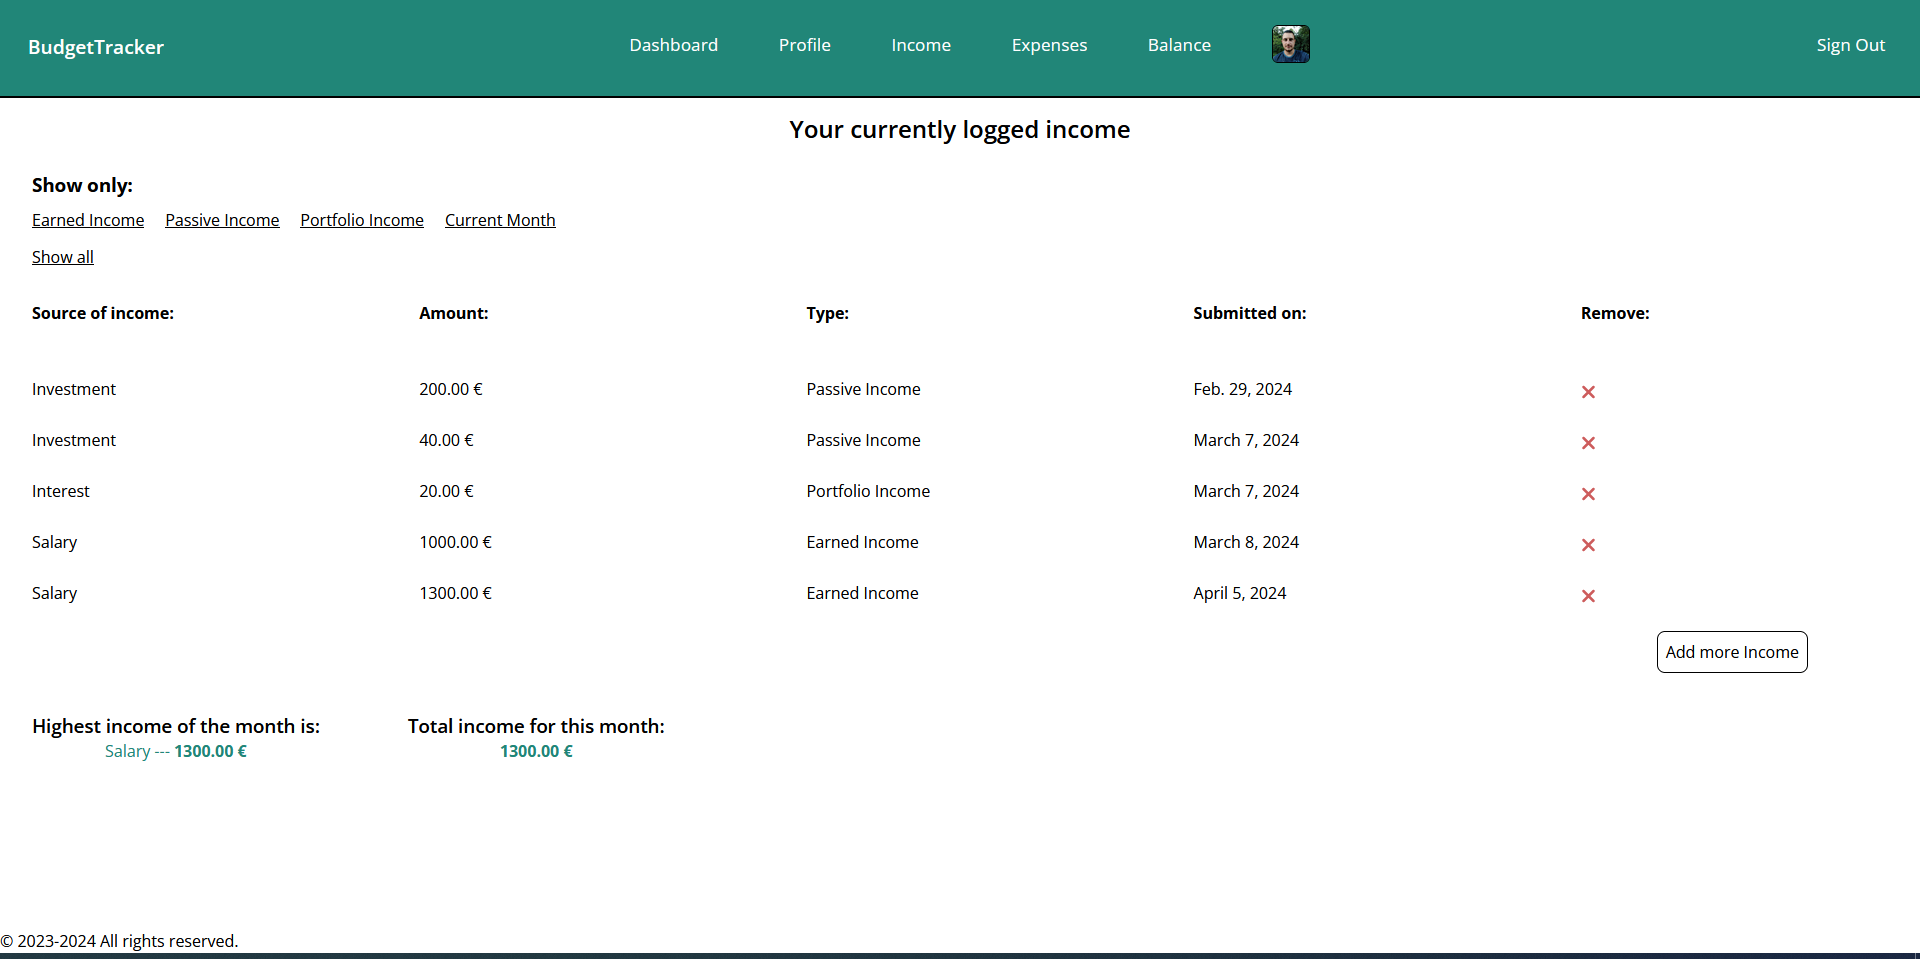 BudgetTracker Dashboard Profile Income Expenses Balance Sign Out
Your currently logged income
Show only:
Earned Income Passive Income Portfolio Income Current Month
Show all
Source of income: Amount: Type: Submitted on: Remove:
Investment 200.00 € Passive Income Feb. 29, 2024
Investment 40.00 € Passive Income March 7, 2024
Interest 20.00 € Portfolio Income March 7, 2024
Salary 1000.00 € Earned Income March 8, 2024
Salary 1300.00 € Earned Income April 5, 2024
Add more Income
Highest income of the month is: Total income for this month:
Salary --- 1300.00 € 1300.00 €
© 2023-2024 All rights reserved.